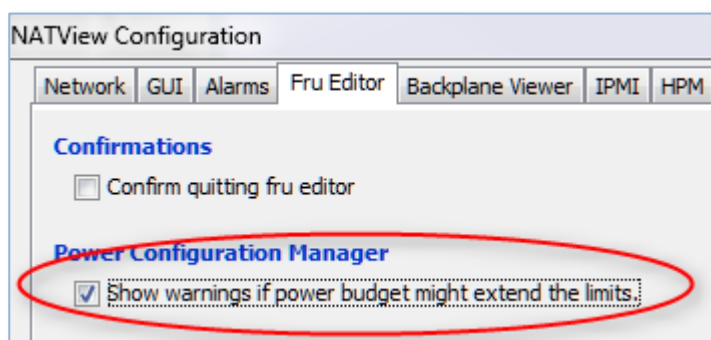 NATView Configuration
Network GUI Alarms Fru Editor Backplane Viewer IPMI HPM
Confirmations
Confirm quitting fru editor
Power Configuration Manager
Show warnings if power budget might extend the limits.